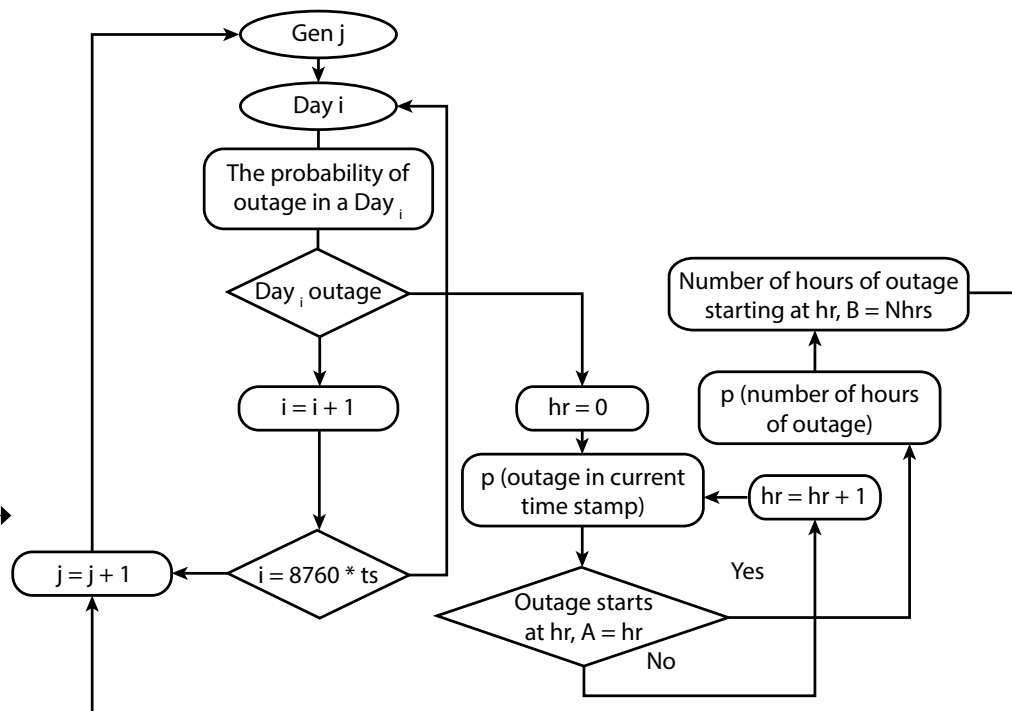 Gen j
Day i
The probability of
outage in a Day i
Day i outage
i = i + 1
i = 8760 * ts
j = j + 1
hr = 0
p (outage in current
time stamp)
hr = hr + 1
Outage starts
at hr, A = hr
Yes
No
p (number of hours
of outage)
Number of hours of outage
starting at hr, B = Nhrs